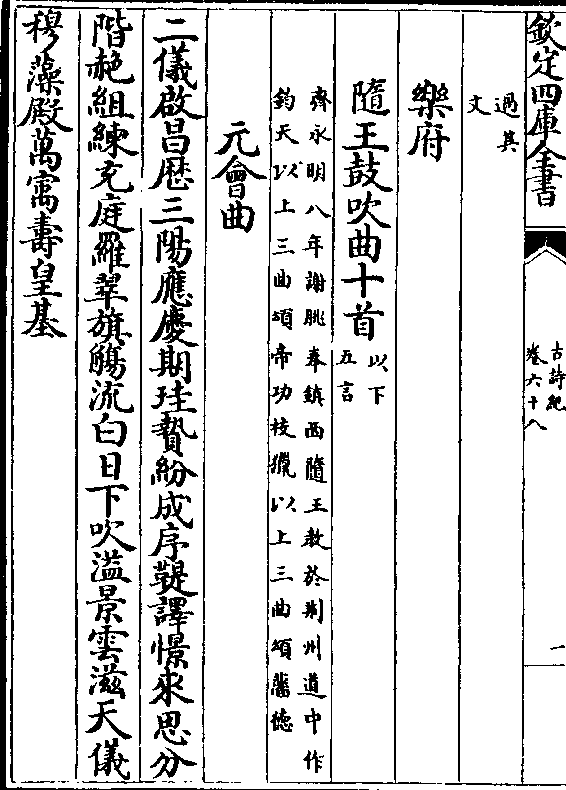 欽定四庫全書
古詩紀
卷六十八
一
過其
文
樂府
隨王鼓吹曲十首以下
五言
齊永明八年謝朓奉鎮西隨王教於荆州道中作
鈞天以上三曲頌帝功校獵以上三曲頌藩徳
元會曲
二儀啟昌歴三陽應慶期珪贄紛成序鞮譯憬來思分
階艴組練充庭羅翠旗觴流白日下吹溢景雲滋天儀
穆藻殿萬㝢壽皇基